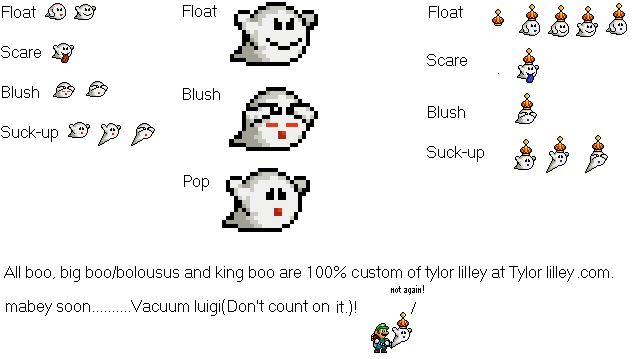 Float
Scare
Blush
Suck-up
Float
Blush
Pop
Float
Scare
Blush
Suck-up
All boo, big boo/bolousus and king boo are 100% custom of tylor lilley at Tylor lilley .com.
not again!
mabey soon..........Vacuum luigi(Don't count on it.)!